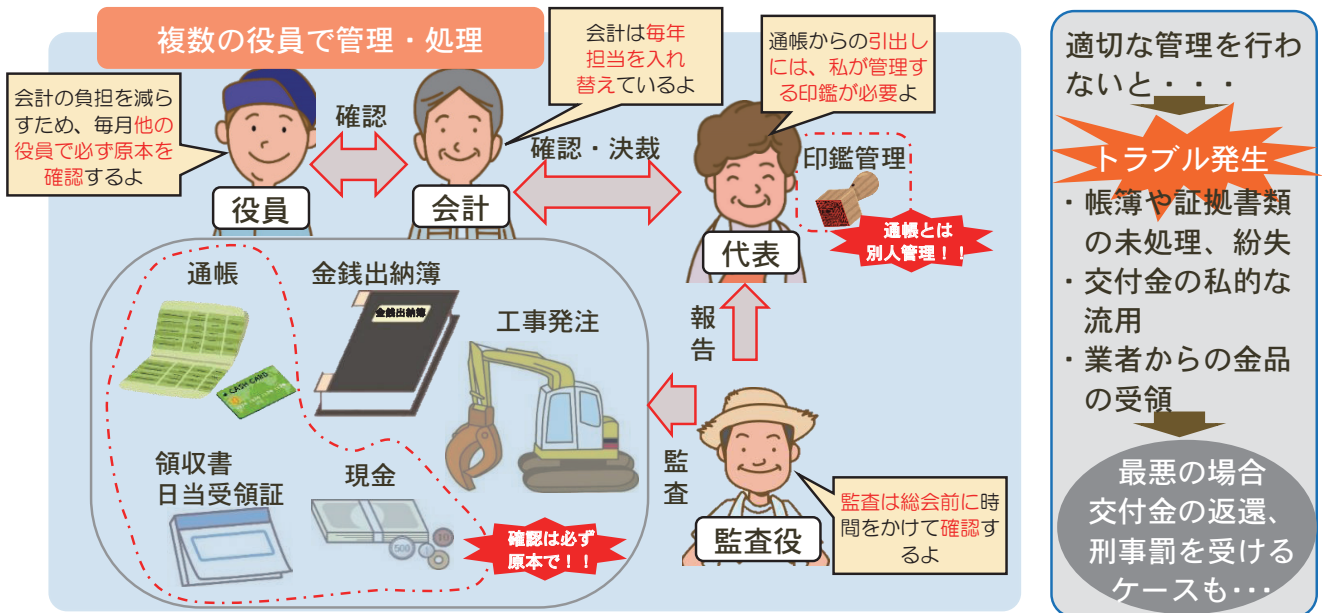 複数の役員で管理・処理
会計の負担を減ら
すため、毎月他の
役員で必ず原本を
確認するよ
確認
会計は毎年
担当を入れ
替えているよ
通帳からの引出し
には、私が管理す
る印鑑が必要よ
確認・決裁
印鑑管理
役員
会計
代表
通帳とは
別人管理!!
通帳
金銭出納簿
金銭出納簿
工事発注
CASH CARD
報
告
領収書
日当受領証
現金
500
1
10
確認は必ず
原本で!!
監
査
監査役
監査は総会前に時
間をかけて確認す
るよ
適切な管理を行わ
ないと・・・
トラブル発生
・帳簿や証拠書類
の未処理、紛失
・交付金の私的な
流用
・業者からの金品
の受領
最悪の場合
交付金の返還、
刑事罰を受ける
ケースも・・・